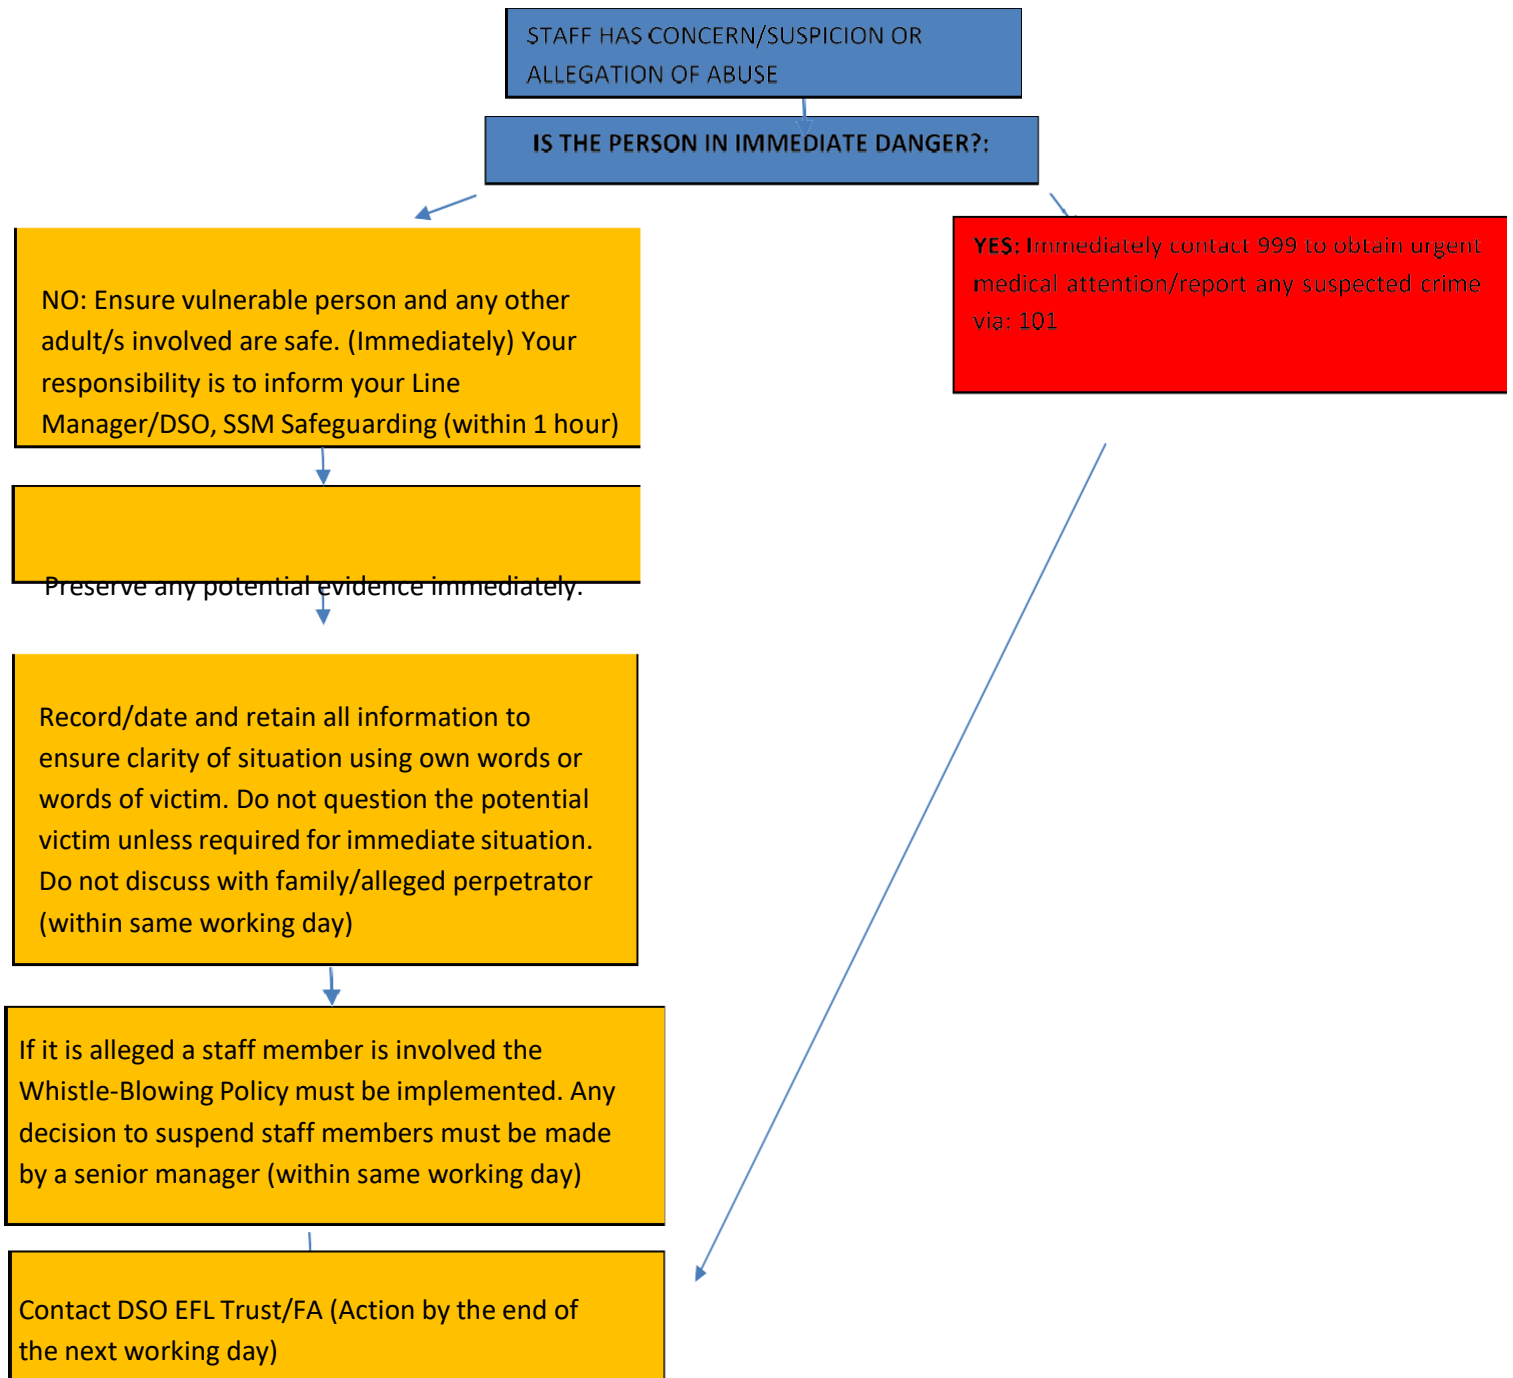 STAFF HAS CONCERN/SUSPICION OR
ALLEGATION OF ABUSE
IS THE PERSON IN IMMEDIATE DANGER?:
YES: Immediately contact 999 to obtain urgent
medical attention/report any suspected crime
via: 101
NO: Ensure vulnerable person and any other
adult/s involved are safe. (Immediately) Your
responsibility is to inform your Line
Manager/DSO, SSM Safeguarding (within 1 hour)
Preserve any potential evidence immediately.
Record/date and retain all information to
ensure clarity of situation using own words or
words of victim. Do not question the potential
victim unless required for immediate situation.
Do not discuss with family/alleged perpetrator
(within same working day)
If it is alleged a staff member is involved the
Whistle-Blowing Policy must be implemented. Any
decision to suspend staff members must be made
by a senior manager (within same working day)
Contact DSO EFL Trust/FA (Action by the end of
the next working day)